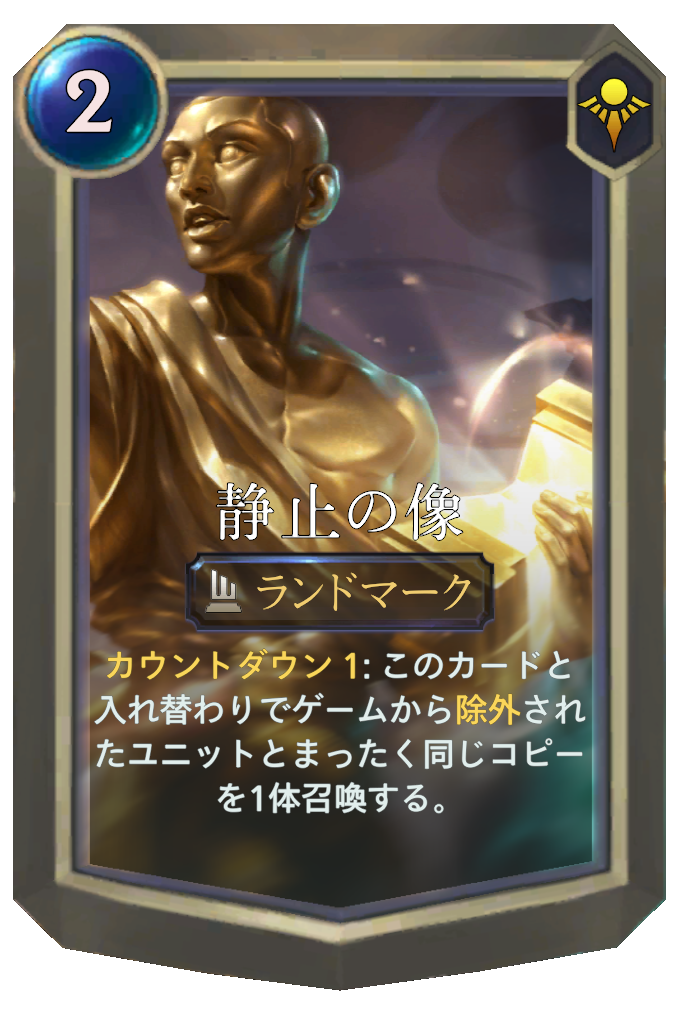 2
静止の像
ランドマーク
カウントダウン 1: このカードと
入れ替わりでゲームから除外され
たユニットとまったく同じコピー
を1体召喚する。